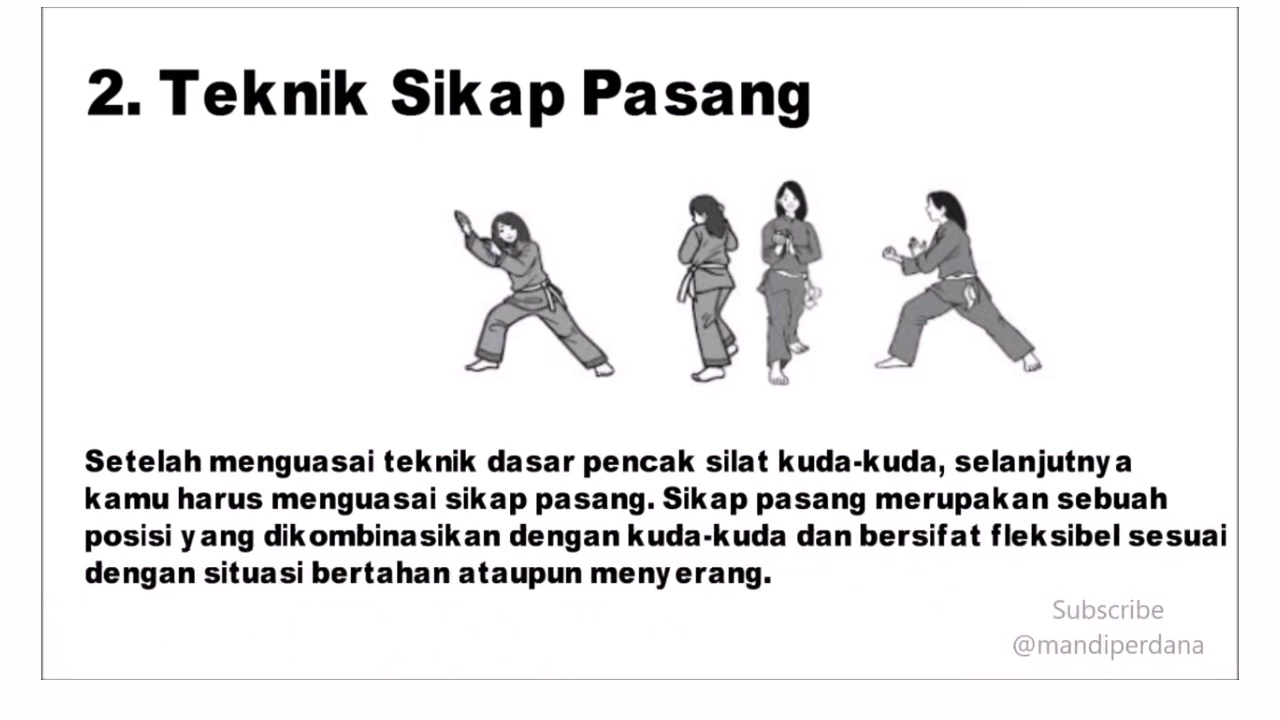 2. Teknik Sikap Pasang
Setelah menguasai teknik dasar pencak silat kuda-kuda, selanjutnya
kamu harus menguasai sikap pasang. Sikap pasang merupakan sebuah
posisi yang dikombinasikan dengan kuda-kuda dan bersifat fleksibel sesuai
dengan situasi bertahan ataupun menyerang.
Subscribe
@mandiperdana